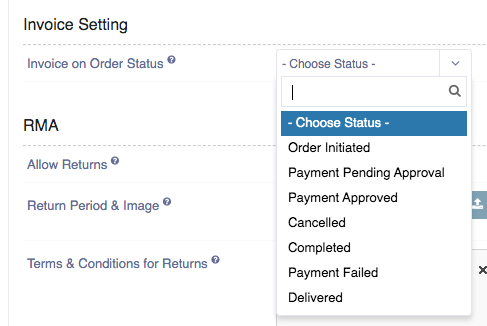 Invoice Setting
Invoice on Order Status ?
- Choose Status -
- Choose Status -
Order Initiated
Payment Pending Approval
Payment Approved
Cancelled
Completed
Payment Failed
Delivered
RMA
Allow Returns ?
Return Period & Image ?
Terms & Conditions for Returns ?